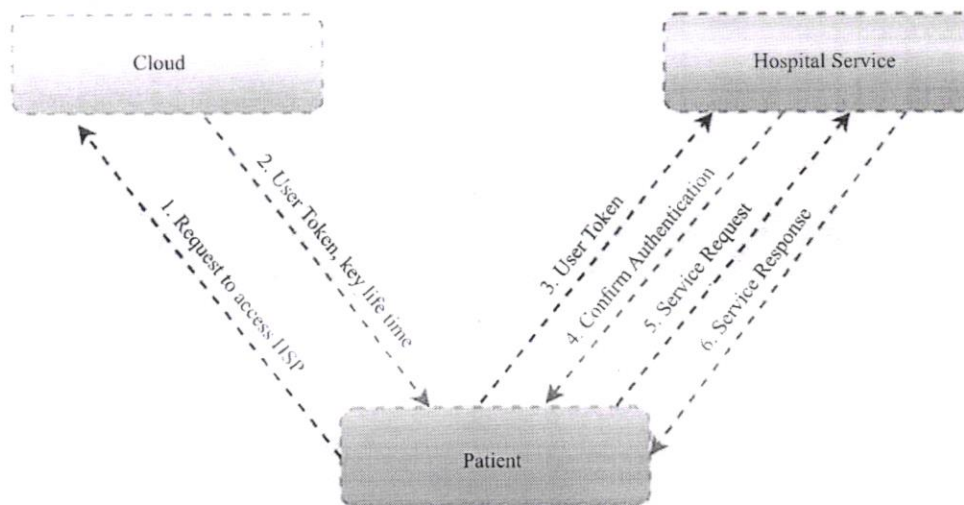 Cloud
Hospital Service
1. Request to access HSP
2. User Token, key life time
3. User Token
4. Confirm Authentication
5. Service Request
6. Service Response
Patient